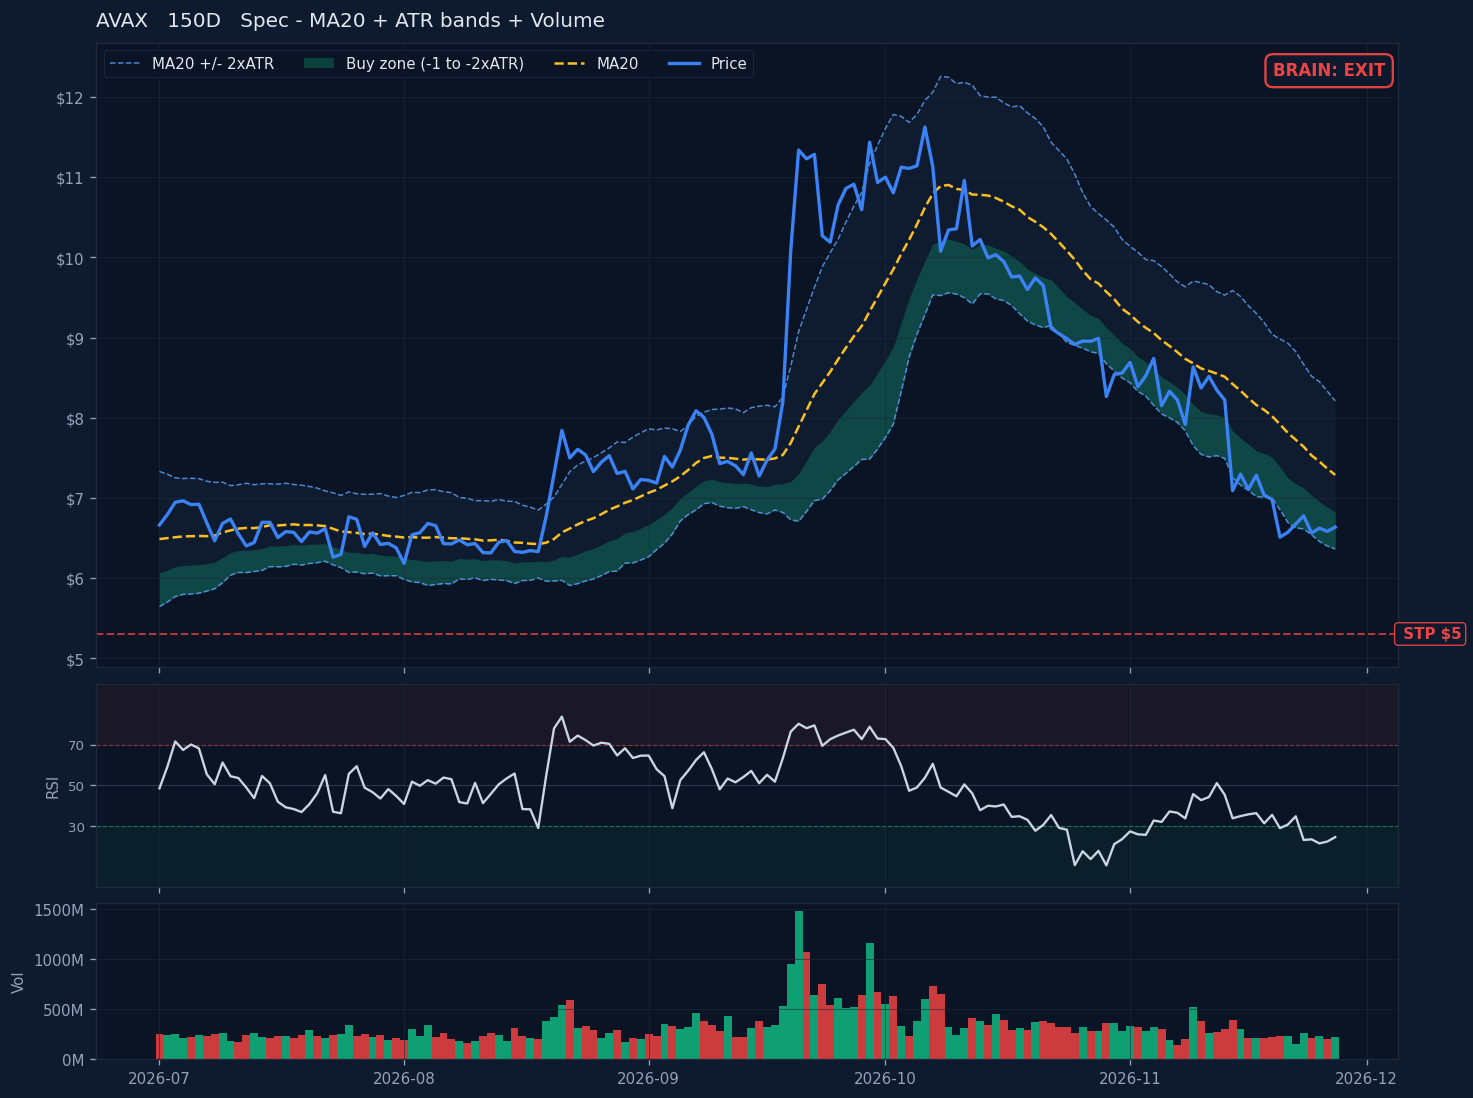 AVAX   150D   Spec - MA20 + ATR bands + Volume
MA20 +/- 2xATR
Buy zone (-1 to -2xATR)
MA20
Price
BRAIN: EXIT
$12
$11
$10
$9
$8
$7
$6
$5
STP $5
RSI
70
50
30
Vol
1500M
1000M
500M
0M
2026-07
2026-08
2026-09
2026-10
2026-11
2026-12